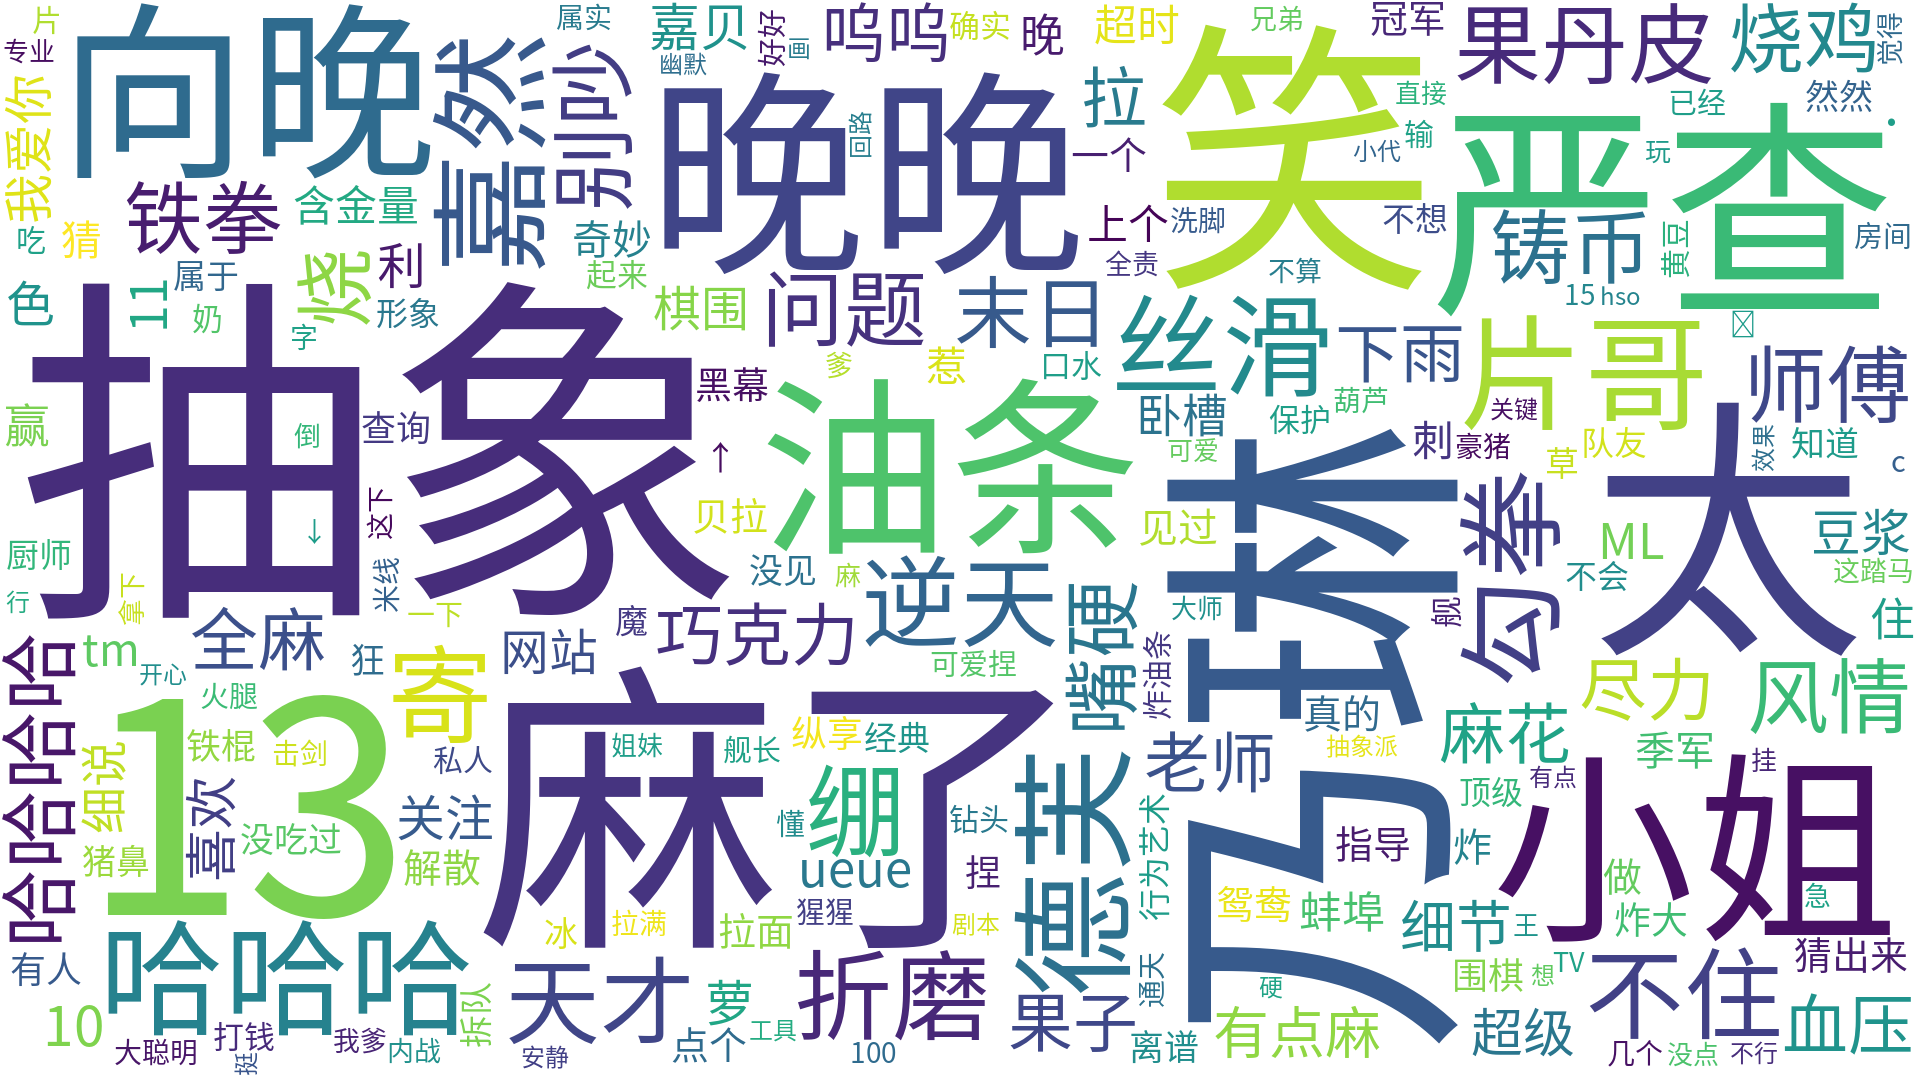 片
专业
向晚
嘉然
属实
别吵
嘉贝
幽默
好好
画
呜呜
确实
晚
超时
兄弟
冠军
果丹皮
烧鸡
觉得
我爱你
晚晚
回路
拉
笑
直接
输
小代
严查
已经
然然
·
玩
铁拳
含金量
猜
吃
奇妙
一个
上个
洗脚
不想
铸币
黄豆
房间
色
11
属于
奶
字
烧
利
形象
起来
棋围
问题
末日
全责
不算
15
hso
抽象
黑幕
爹
惹
口水
丝滑
下雨
片哥
师傅
赢
倒
查询
↑
油条
卧槽
保护
葫芦
关键
可爱
刺
豪猪
草
队友
太
效果
知道
c
厨师
↓
这下
米线
贝拉
没见
麻
见过
琳
勾拳
ML
豆浆
不会
这踏马
行
拿下
一下
魔
巧克力
逆天
嘴硬
大师
觋
住
哈哈哈哈
tm
全麻
开心
狂
网站
寄
可爱捏
炸油条
真的
尽力
风情
火腿
铁棍
击剑
13
私人
麻了
姐妹
舰长
纵享
经典
老师
抽象派
麻花
季军
有点
挂
细说
喜欢
没吃过
关注
解散
猪鼻
懂
绷
钻头
ueue
捏
德芙
行为艺术
乃
指导
炸
顶级
小姐
做
急
有人
10
哈哈哈
拆队
冰
拉满
拉面
猩猩
剧本
通天
鸳鸯
蚌埠
细节
王
炸大
猜出来
天才
萝
折磨
果子
硬
围棋
想
TV
不住
血压
大聪明
打钱
挺
我爹
内战
安静
点个
工具
100
离谱
有点麻
超级
几个
没点
不行